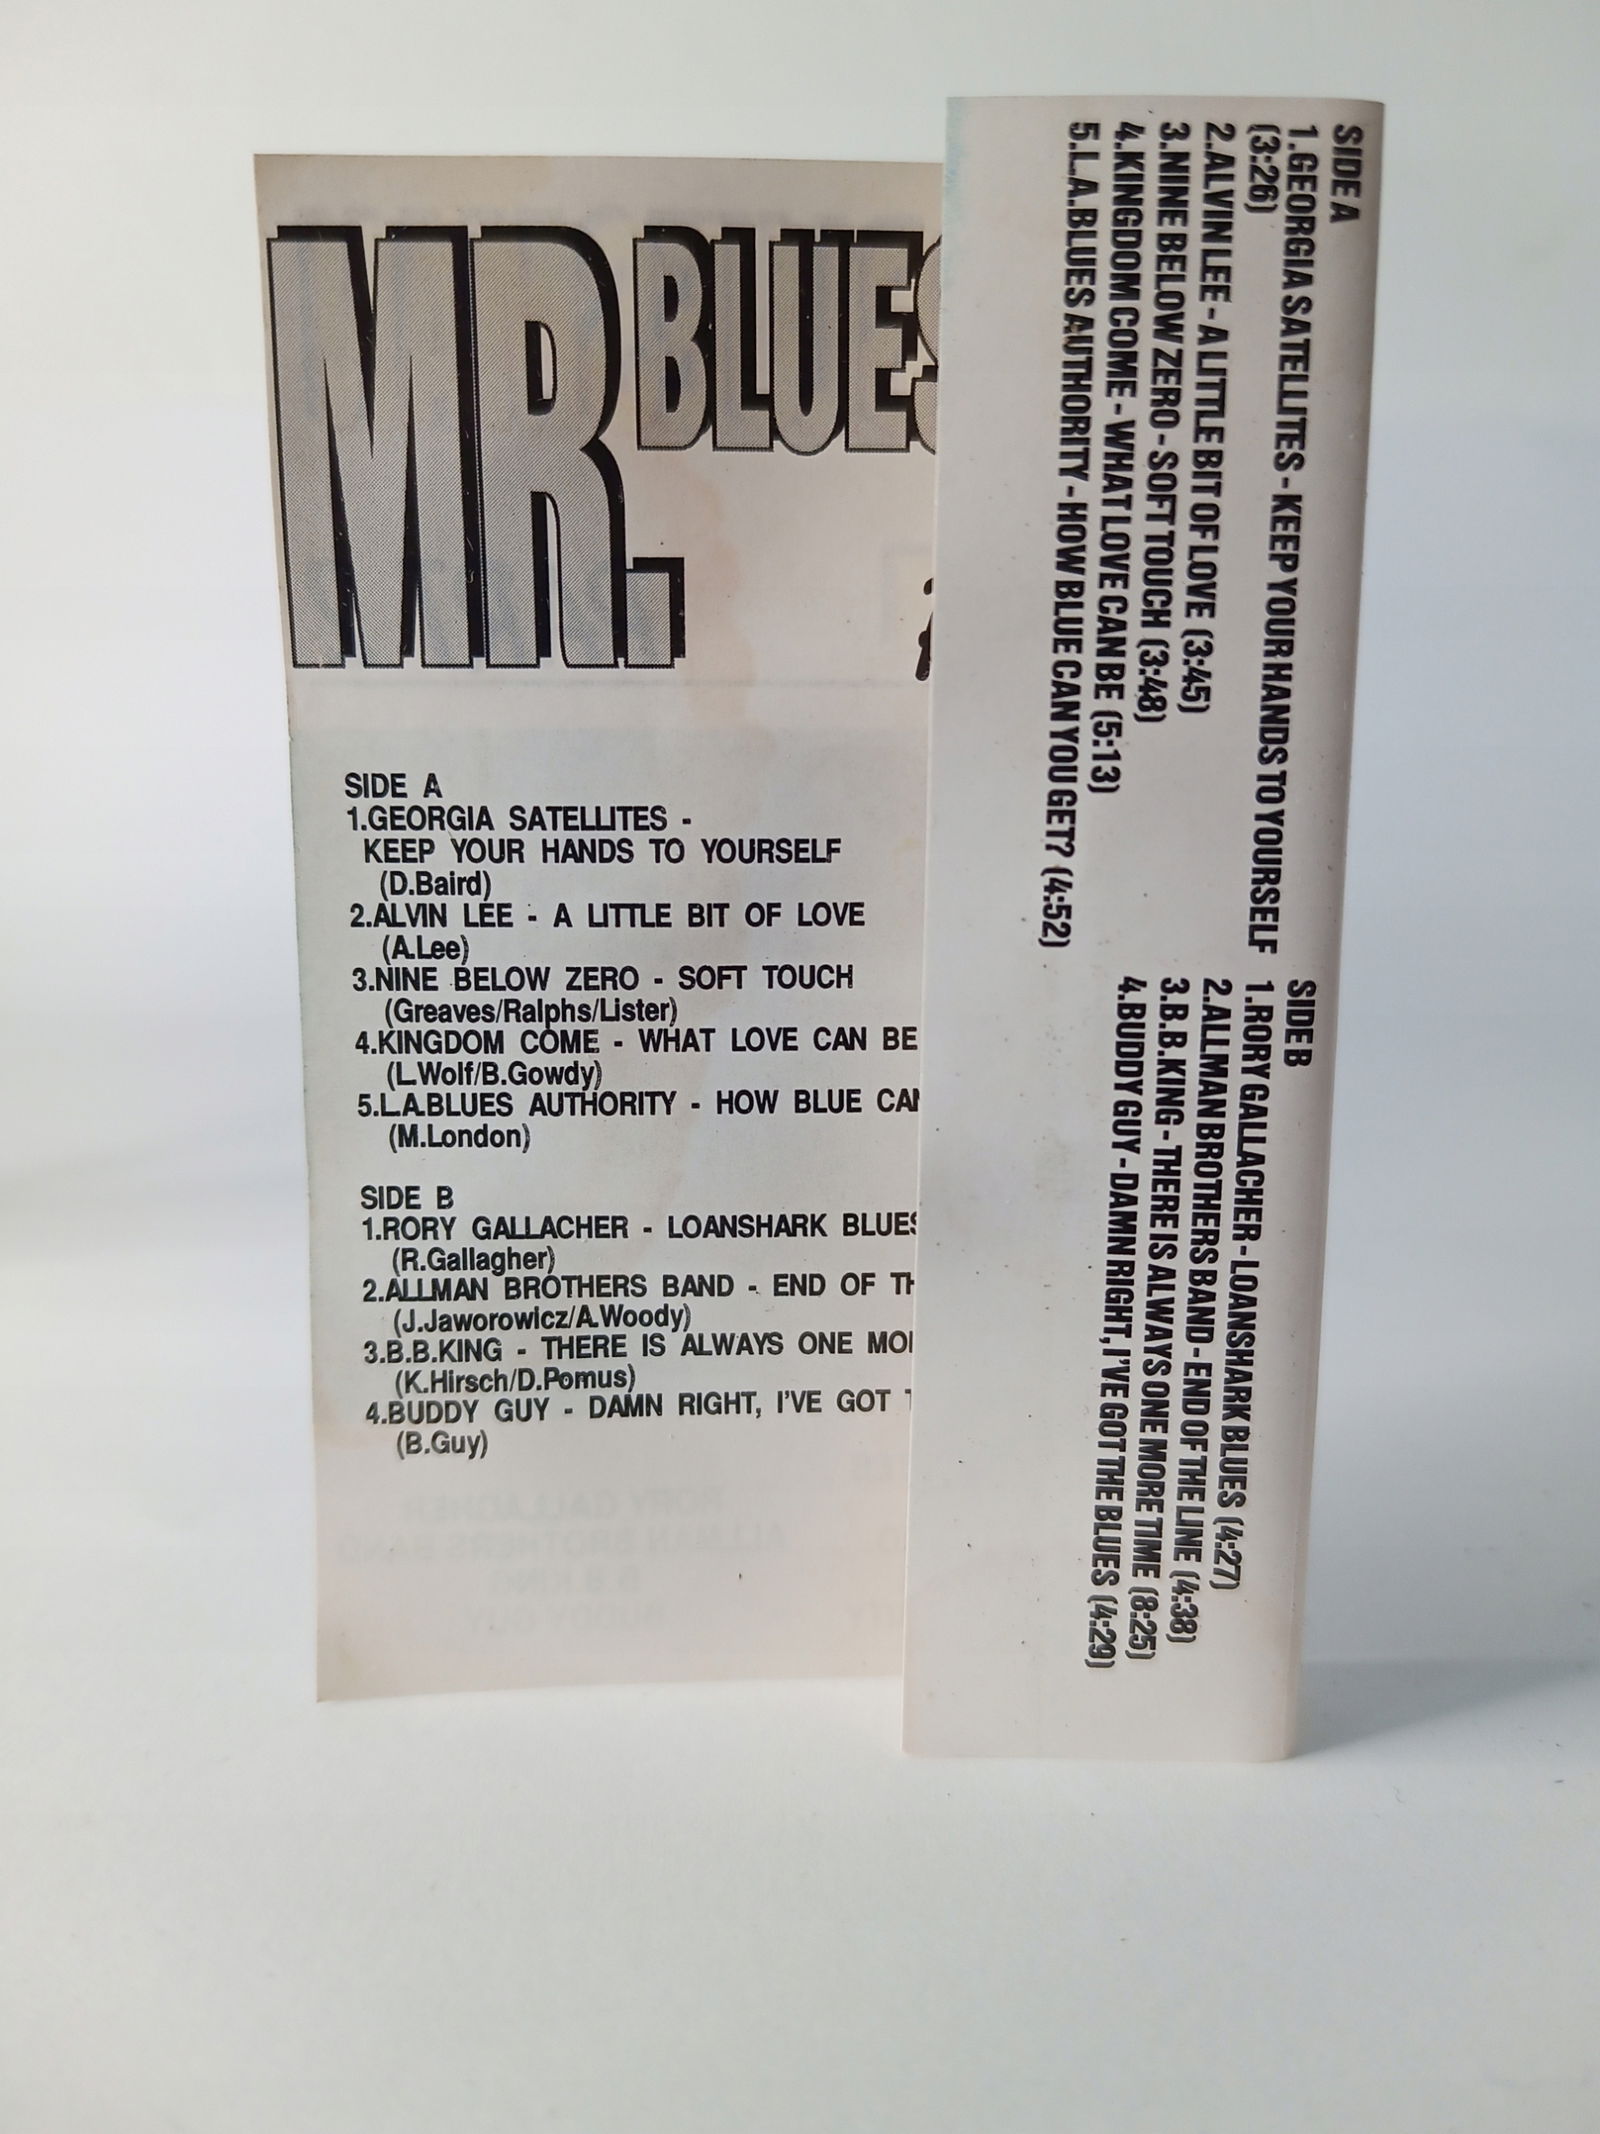 MR. BLUES
SIDE A
1.GEORGIA SATELLITES -
KEEP YOUR HANDS TO YOURSELF
(D.Baird)
2.ALVIN LEE - A LITTLE BIT OF LOVE
(A.Lee)
3.NINE BELOW ZERO - SOFT TOUCH
(Greaves/Ralphs/Lister)
4.KINGDOM COME - WHAT LOVE CAN BE
(L.Wolf/B.Gowdy)
5.L.A.BLUES AUTHORITY - HOW BLUE CAN
(M.London)
SIDE B
1.RORY GALLACHER - LOANSHARK BLUES
(R.Gallagher)
2.ALLMAN BROTHERS BAND - END OF TH
(J.Jaworowicz/A.Woody)
3.B.B.KING - THERE IS ALWAYS ONE MO
(K.Hirsch/D.Pomus)
4.BUDDY GUY - DAMN RIGHT, I'VE GOT
(B.Guy)
SIDE A
1.GEORGIA SATELLITES - KEEP YOUR HANDS TO YOURSELF
(3:26)
2.ALVIN LEE - A LITTLE BIT OF LOVE (3:45)
3.NINE BELOW ZERO - SOFT TOUCH (3:48)
4.KINGDOM COME - WHAT LOVE CAN BE (5:13)
5.L.A.BLUES AUTHORITY - HOW BLUE CAN YOU GET? (4:52)
SIDE B
1.RORY GALLACHER - LOANSHARK BLUES (4:27)
2.ALLMAN BROTHERS BAND - END OF THE LINE (4:38)
3.B.B.KING - THERE IS ALWAYS ONE MORE TIME (8:25)
4.BUDDY GUY - DAMN RIGHT, I'VE GOT THE BLUES (4:29)